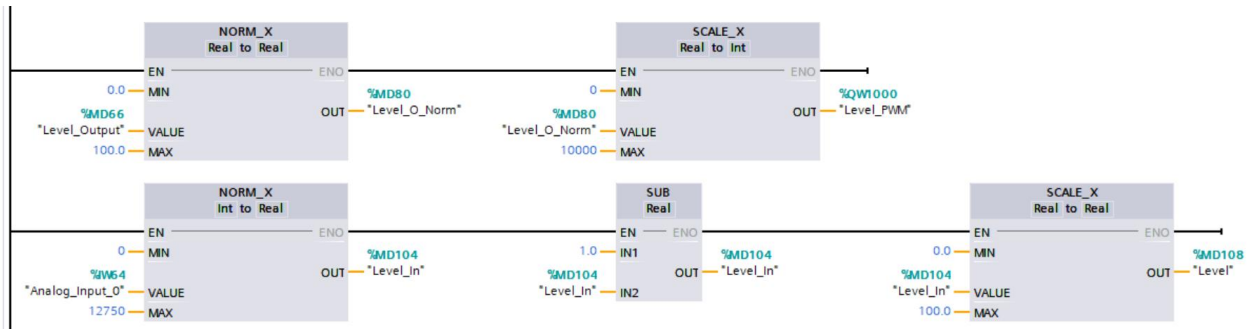 NORM_X SCALE_X
Real to Real Real to Int
EN ENO EN ENO
0.0 MIN %MD80 0 MIN %QW1000
%MD66 OUT "Level_O_Norm" %MD80 OUT "Level_PWM"
"Level_Output" VALUE "Level_O_Norm" VALUE
100.0 MAX 10000 MAX
NORM_X SUB SCALE_X
Int to Real Real Real to Real
EN ENO EN ENO EN ENO
0 MIN %MD104 1.0 IN1 %MD104 0.0 MIN %MD108
%IW64 OUT "Level_In" %MD104 OUT "Level_In" %MD104 OUT "Level"
"Analog_Input_0" VALUE "Level_In" IN2 "Level_In" VALUE
12750 MAX 100.0 MAX